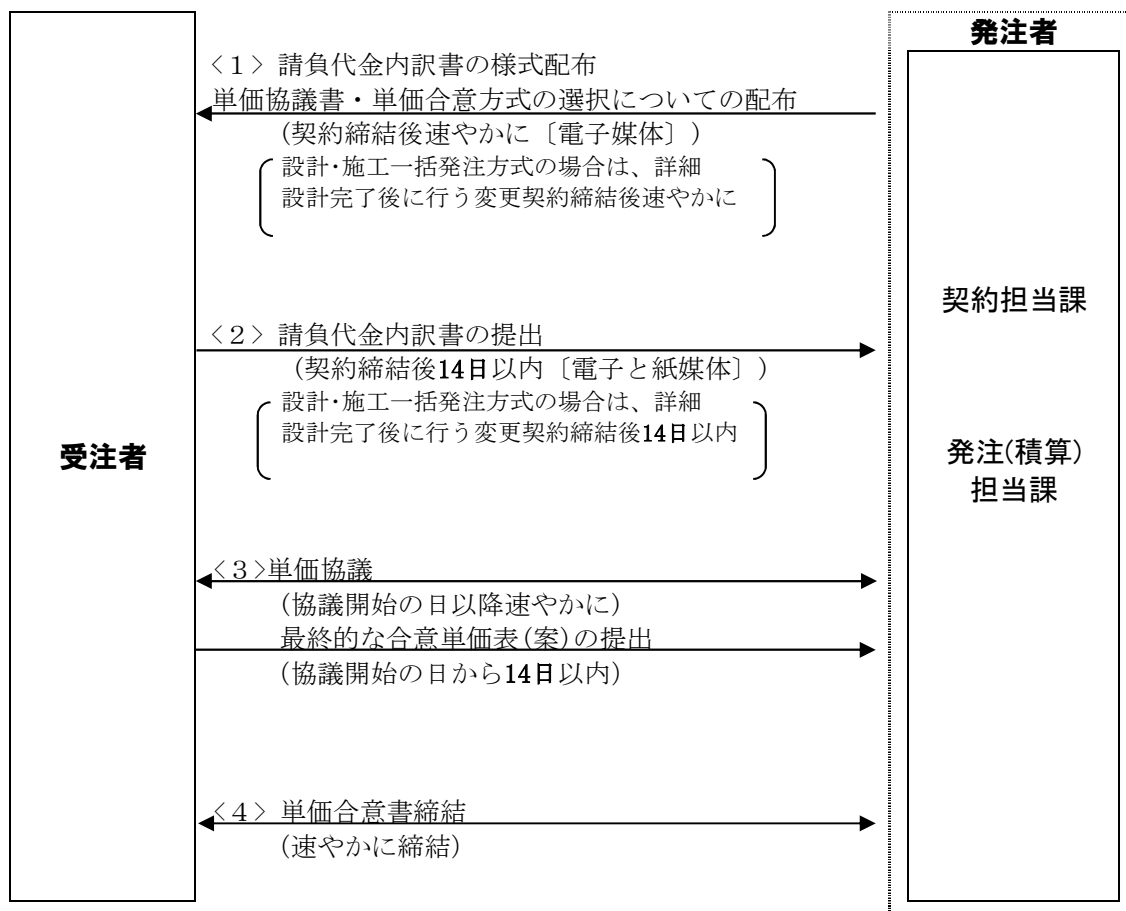 発注者
<１> 請負代金内訳書の様式配布
単価協議書・単価合意方式の選択についての配布
(契約締結後速やかに〔電子媒体〕)
設計・施工一括発注方式の場合は、詳細
設計完了後に行う変更契約締結後速やかに
契約担当課
<２> 請負代金内訳書の提出
(契約締結後14日以内〔電子と紙媒体〕)
設計・施工一括発注方式の場合は、詳細
設計完了後に行う変更契約締結後14日以内
受注者
発注(積算)
担当課
<３>単価協議
(協議開始の日以降速やかに)
最終的な合意単価表(案)の提出
(協議開始の日から14日以内)
<４> 単価合意書締結
(速やかに締結)